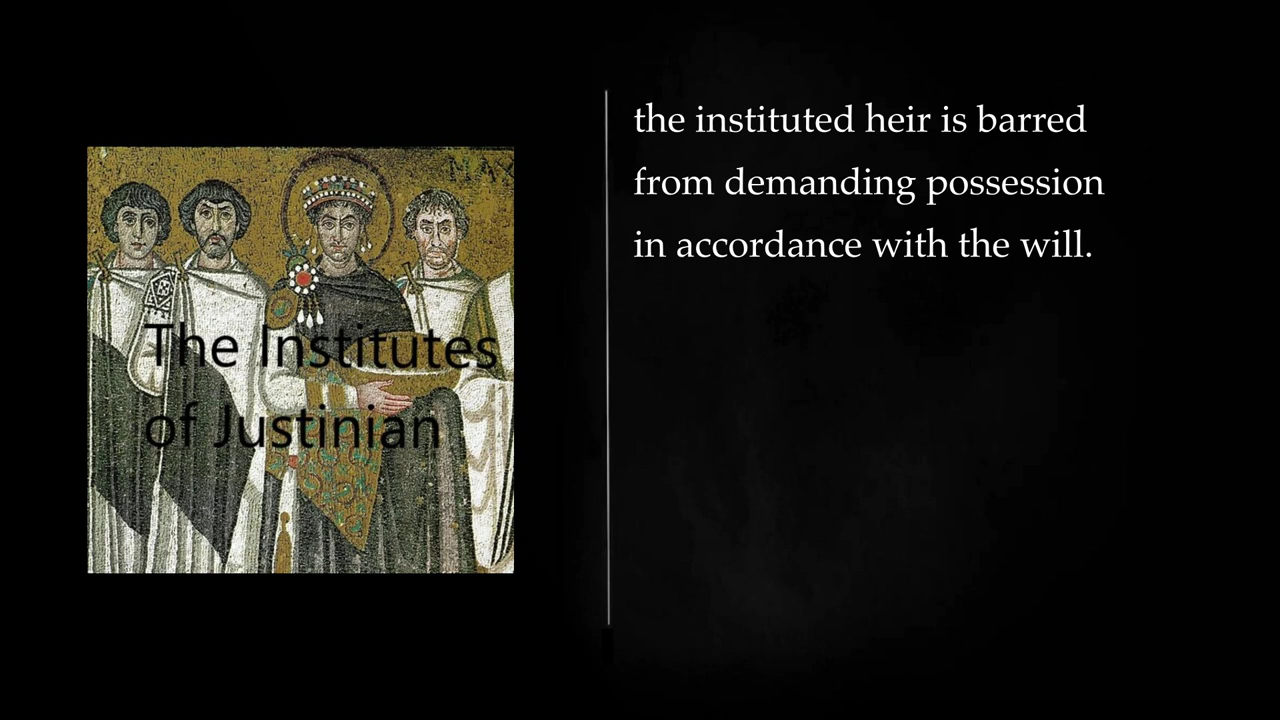 The Institutes
of Justinian
the instituted heir is barred
from demanding possession
in accordance with the will.